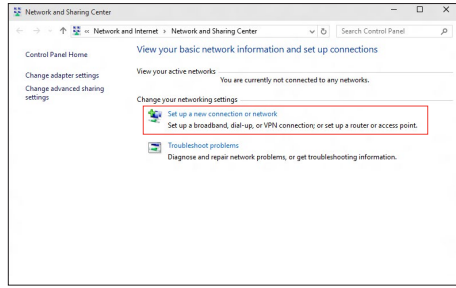 Network and Sharing Center
« Network and Internet > Network and Sharing Center
Search Control Panel
Control Panel Home
Change adapter settings
Change advanced sharing
settings
View your basic network information and set up connections
View your active networks
You are currently not connected to any networks.
Change your networking settings
Set up a new connection or network
Set up a broadband, dial-up, or VPN connection; or set up a router or access point.
Troubleshoot problems
Diagnose and repair network problems, or get troubleshooting information.